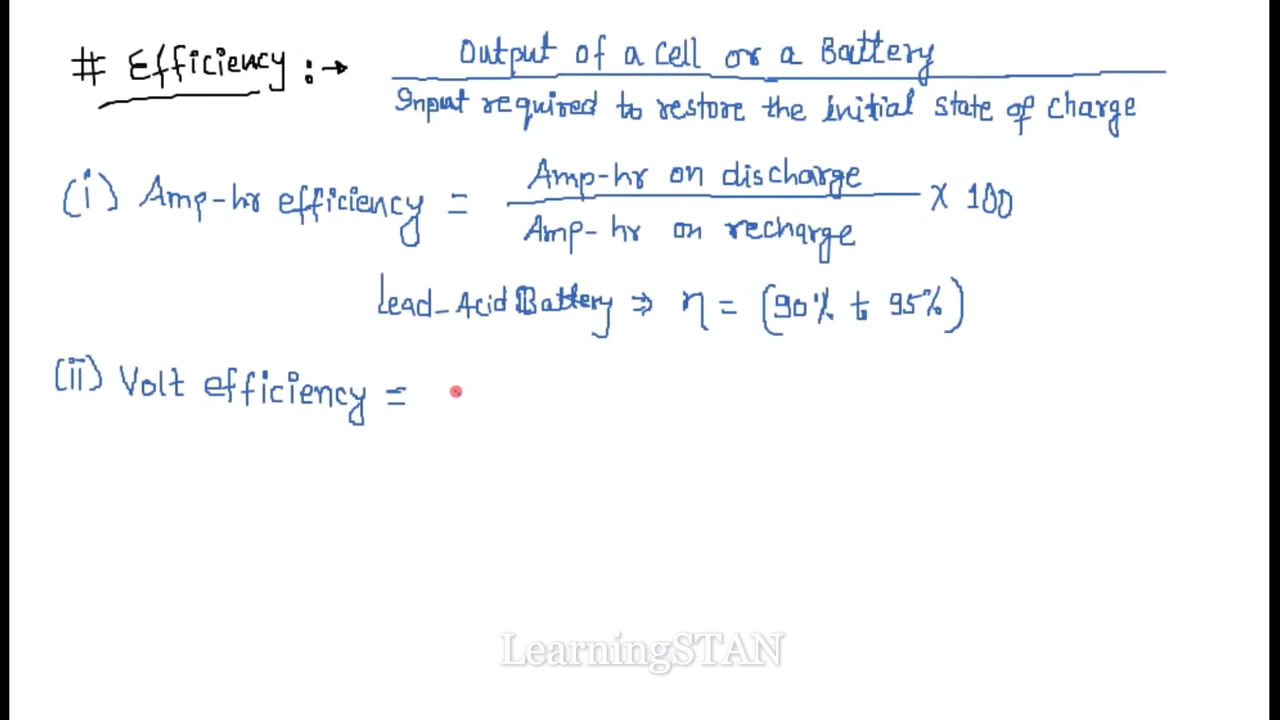 # Efficiency :→ Output of a Cell or a Battery
Input required to restore the initial state of charge
(i) Amp-hr efficiency = Amp-hr on discharge × 100
Amp-hr on recharge
Lead-Acid Battery ⇒ η = (90% to 95%)
(ii) Volt efficiency =
LearningSTAN